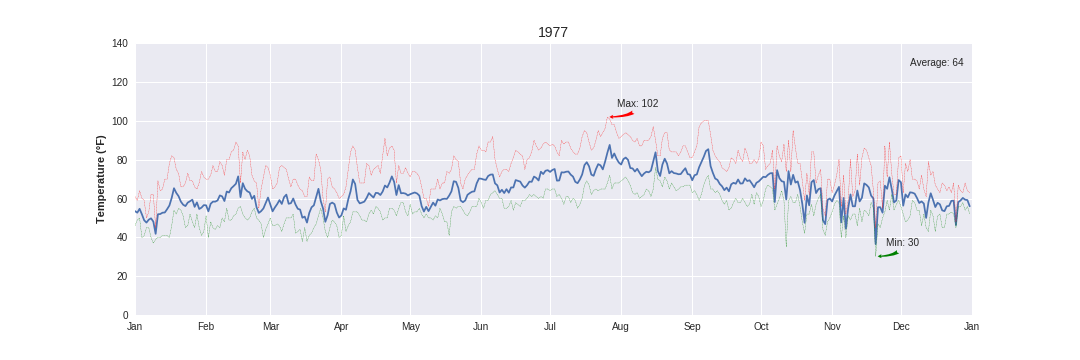 1977
140
Average: 64
120
Max: 102
100
80
Temperature (°F)
60
40
Min: 30
20
0
Jan Feb Mar Apr May Jun Jul Aug Sep Oct Nov Dec Jan